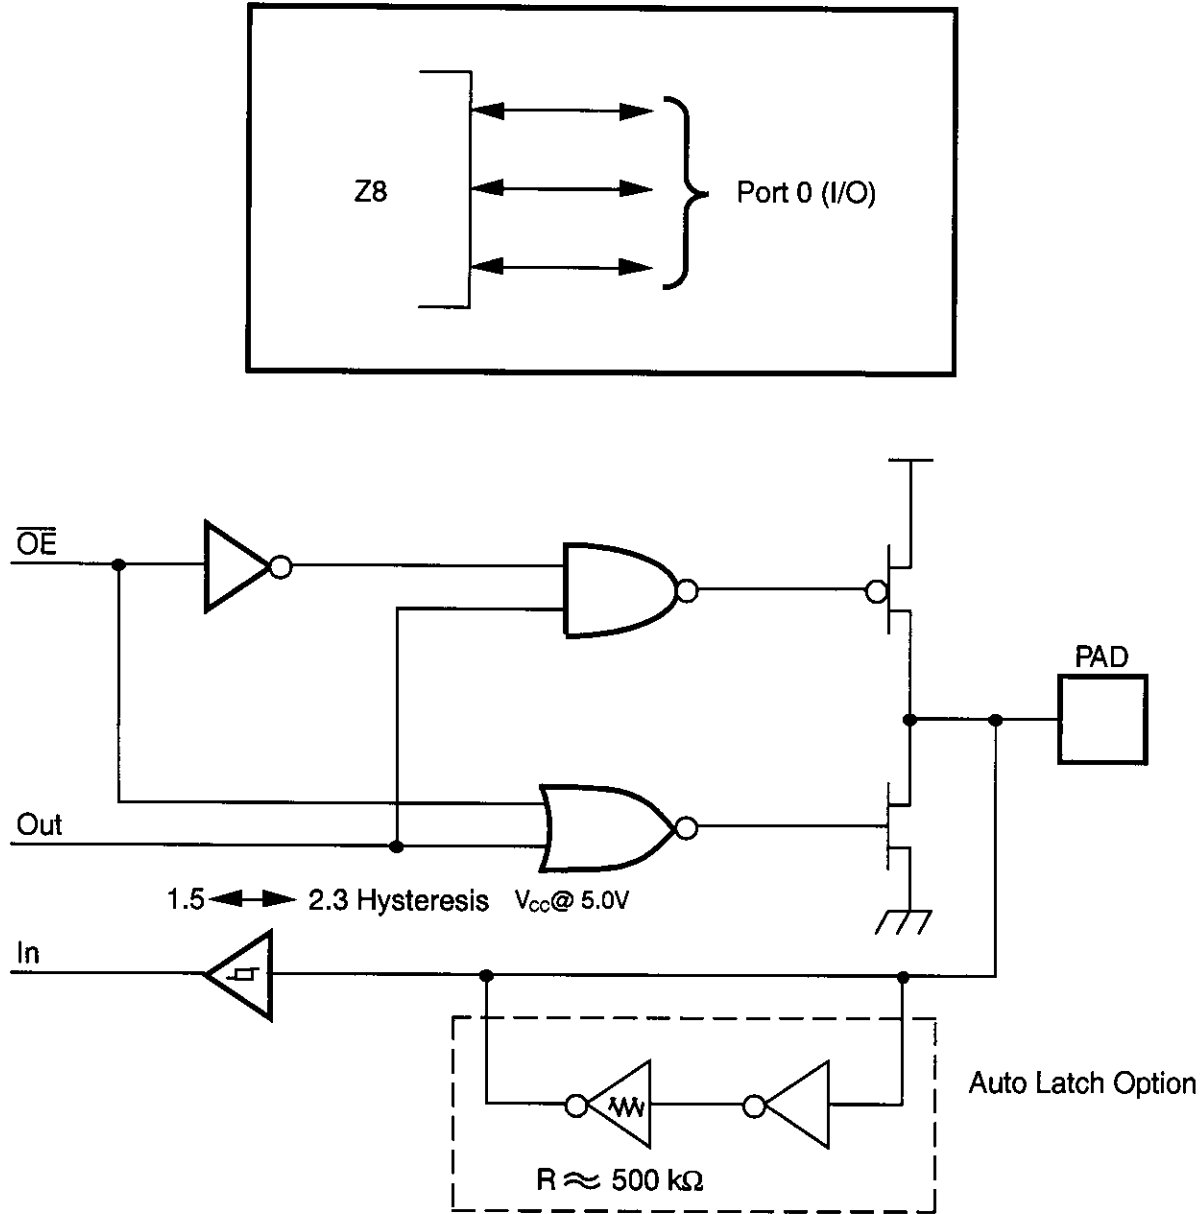 Z8
Port 0 (I/O)
OE
PAD
Out
1.5 2.3 Hysteresis VCC@ 5.0V
In
Auto Latch Option
R ≈ 500 kΩ